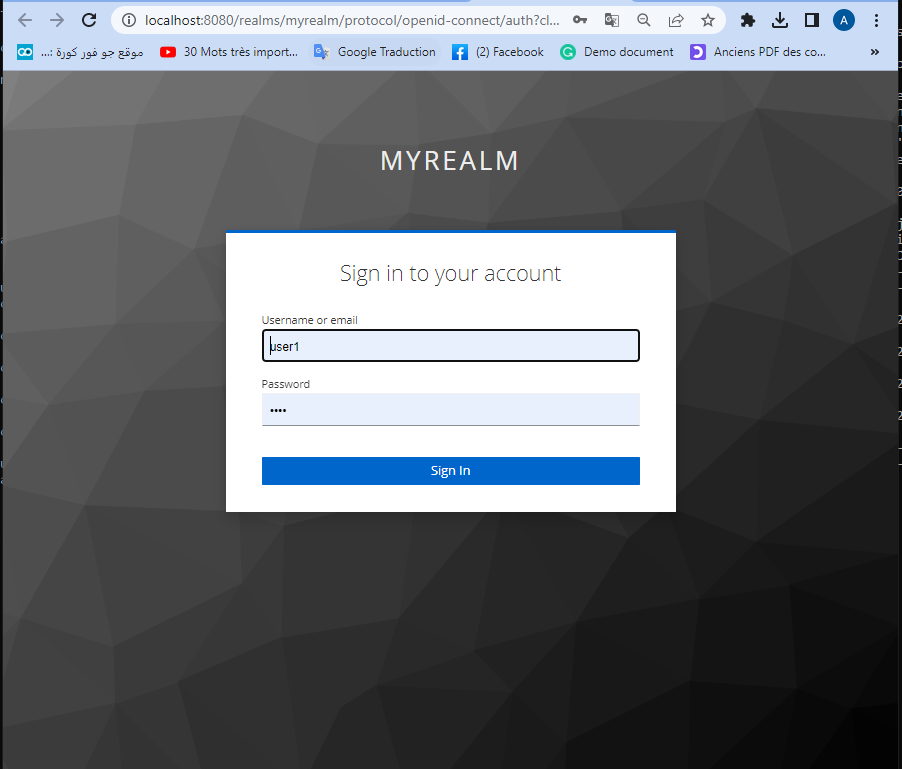 localhost:8080/realms/myrealm/protocol/openid-connect/auth?cl...
A
موقع جو فور كورة :...
30 Mots très import...
Google Traduction
(2) Facebook
Demo document
Anciens PDF des co...
»
MYREALM
Sign in to your account
Username or email
user1
Password
••••
Sign In